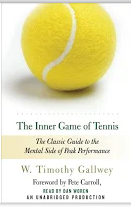 The Inner Game of Tennis
The Classic Guide to the
Mental Side of Peak Performance
W. Timothy Gallwey
Foreword by Pete Carroll,
READ BY DAN WOREN
AN UNABRIDGED PRODUCTION